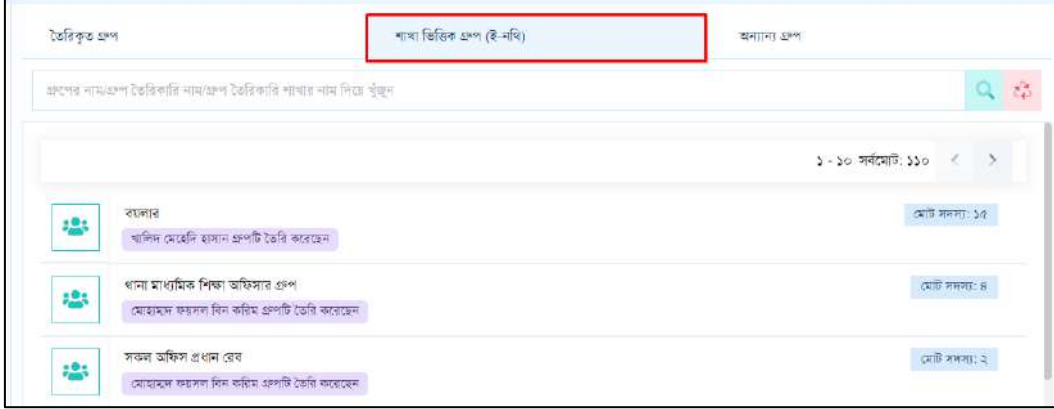 তৈরিকৃত গ্রুপ
শাখা ভিত্তিক গ্রুপ (ই-নথি)
অন্যান্য গ্রুপ
গ্রুপের নাম/গ্রুপ তৈরিকারি নাম/গ্রুপ তৈরিকারি শাখার নাম দিয়ে খুঁজুন
১ - ১০ সর্বমোট: ১১০
বয়লার
মোট সদস্য: ১৫
খালিদ মেহেদি হাসান গ্রুপটি তৈরি করেছেন
থানা মাধ্যমিক শিক্ষা অফিসার গ্রুপ
মোট সদস্য: ৪
মোহাম্মদ ফয়সল বিন করিম গ্রুপটি তৈরি করেছেন
সকল অফিস প্রধান রেব
মোট সদস্য: ২
মোহাম্মদ ফয়সল বিন করিম গ্রুপটি তৈরি করেছেন